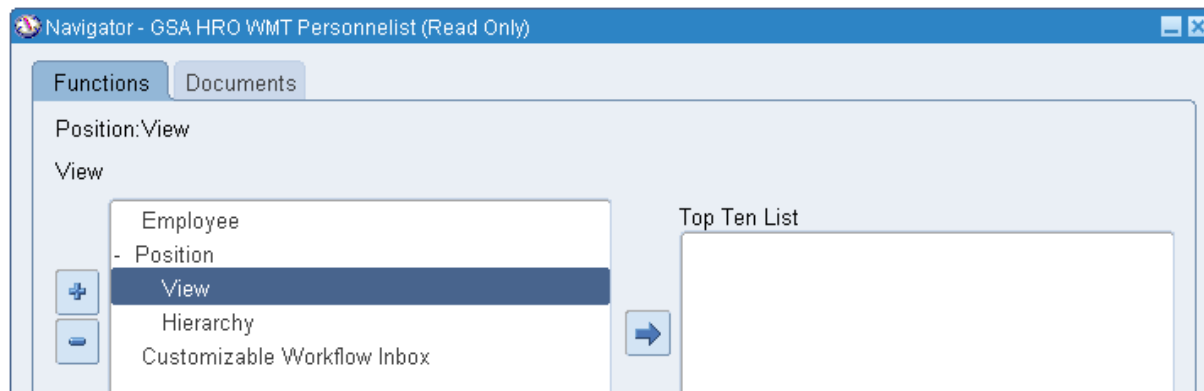 Navigator - GSA HRO WMT Personnelist (Read Only)
Functions Documents
Position:View
View
Employee
- Position
View
Hierarchy
Customizable Workflow Inbox
Top Ten List